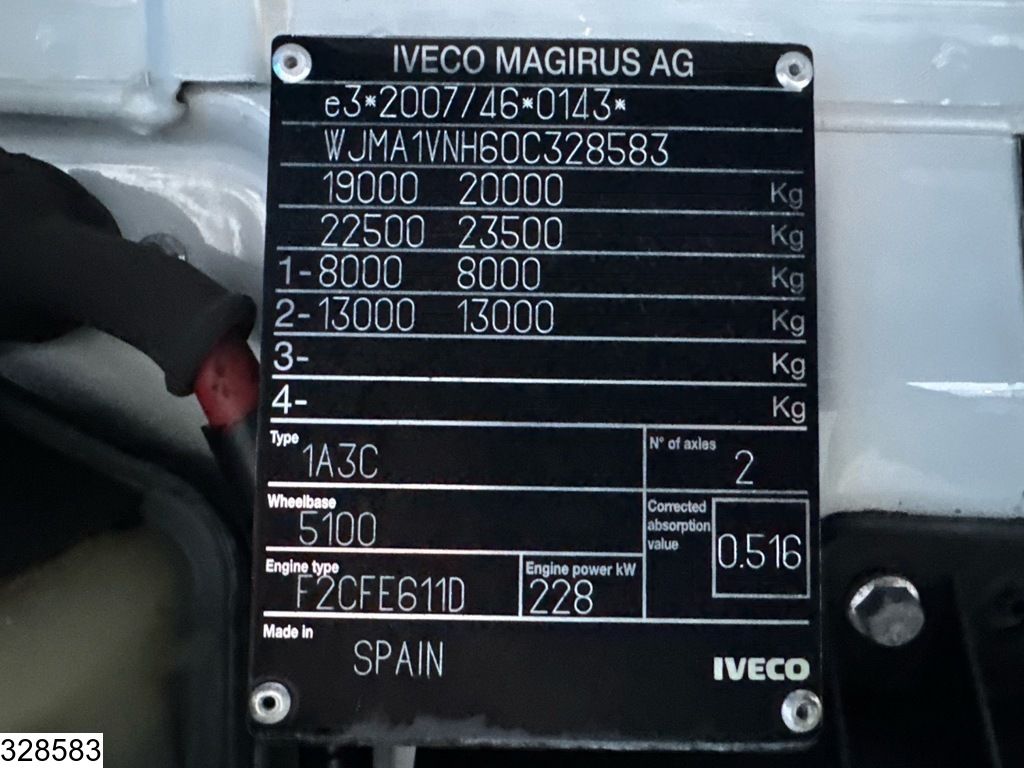 IVECO MAGIRUS AG
e3*2007/46*0143*
WJMA1VNH60C328583
19000 20000 Kg
22500 23500 Kg
1-8000 8000 Kg
2-13000 13000 Kg
3- Kg
4- Kg
Type 1A3C
N° of axles 2
Wheelbase 5100
Corrected absorption value 0.516
Engine type F2CFE611D
Engine power kW 228
Made in SPAIN
IVECO
328583